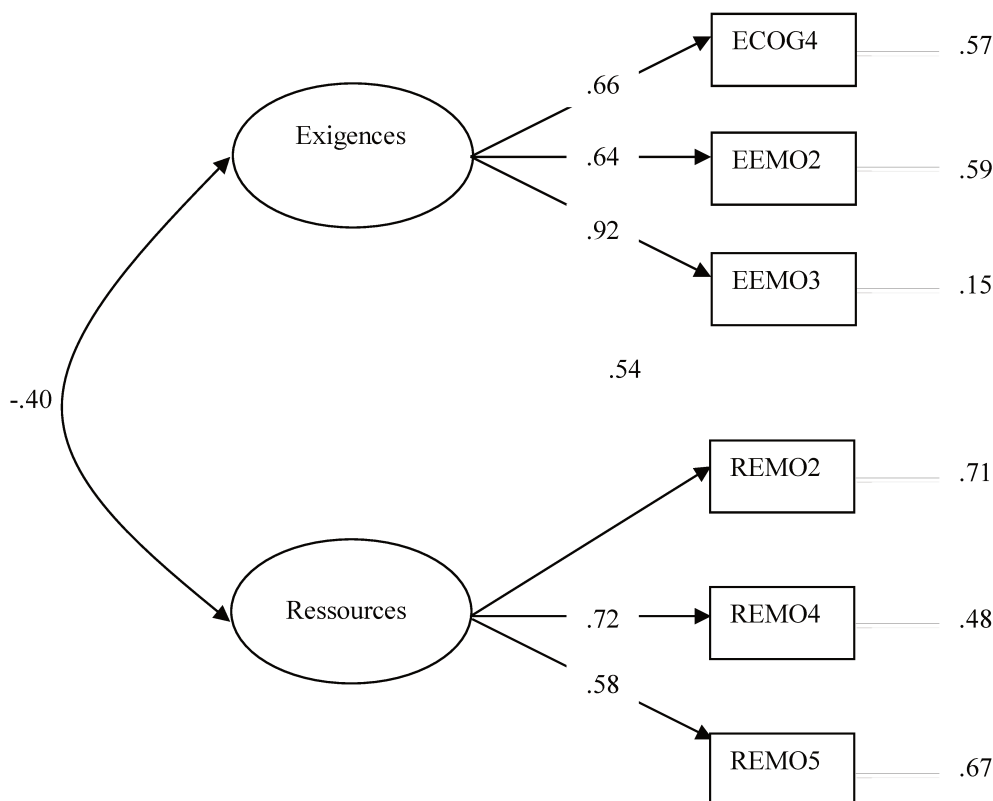 ECOG4
.57
.66
Exigences
.64
EEMO2
.59
.92
EEMO3
.15
.54
-.40
REMO2
.71
Ressources
.72
REMO4
.48
.58
REMO5
.67